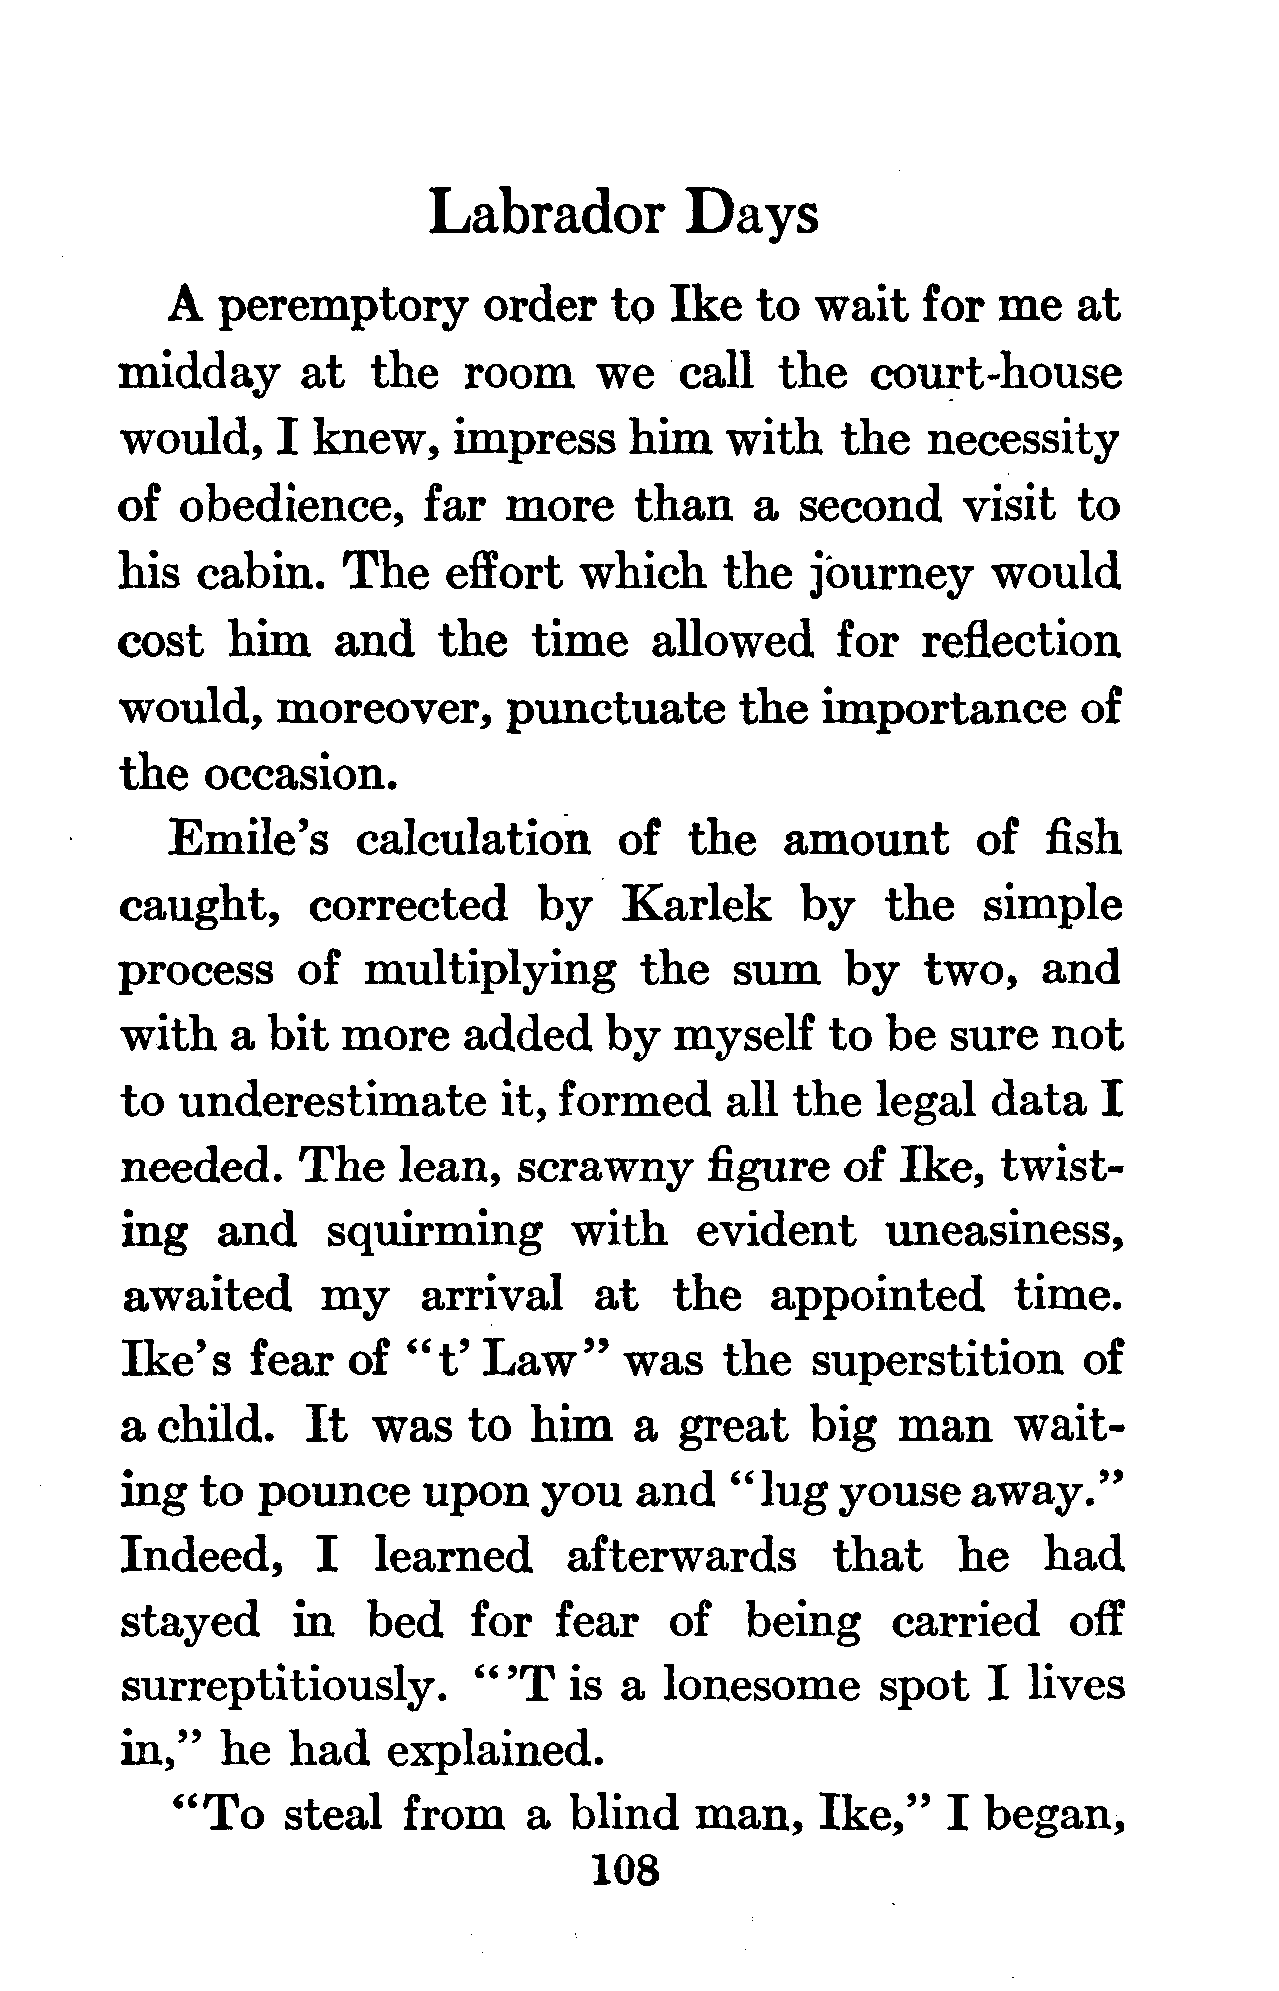 Labrador Days
A peremptory order to Ike to wait for me at
midday at the room we call the court-house
would, I knew, impress him with the necessity
of obedience, far more than a second visit to
his cabin. The effort which the journey would
cost him and the time allowed for reflection
would, moreover, punctuate the importance of
the occasion.
Emile's calculation of the amount of fish
caught, corrected by Karlek by the simple
process of multiplying the sum by two, and
with a bit more added by myself to be sure not
to underestimate it, formed all the legal data I
needed. The lean, scrawny figure of Ike, twist-
ing and squirming with evident uneasiness,
awaited my arrival at the appointed time.
Ike's fear of “t’ Law” was the superstition of
a child. It was to him a great big man wait-
ing to pounce upon you and “lug youse away.”
Indeed, I learned afterwards that he had
stayed in bed for fear of being carried off
surreptitiously. “’T is a lonesome spot I lives
in,” he had explained.
“To steal from a blind man, Ike,” I began,
108